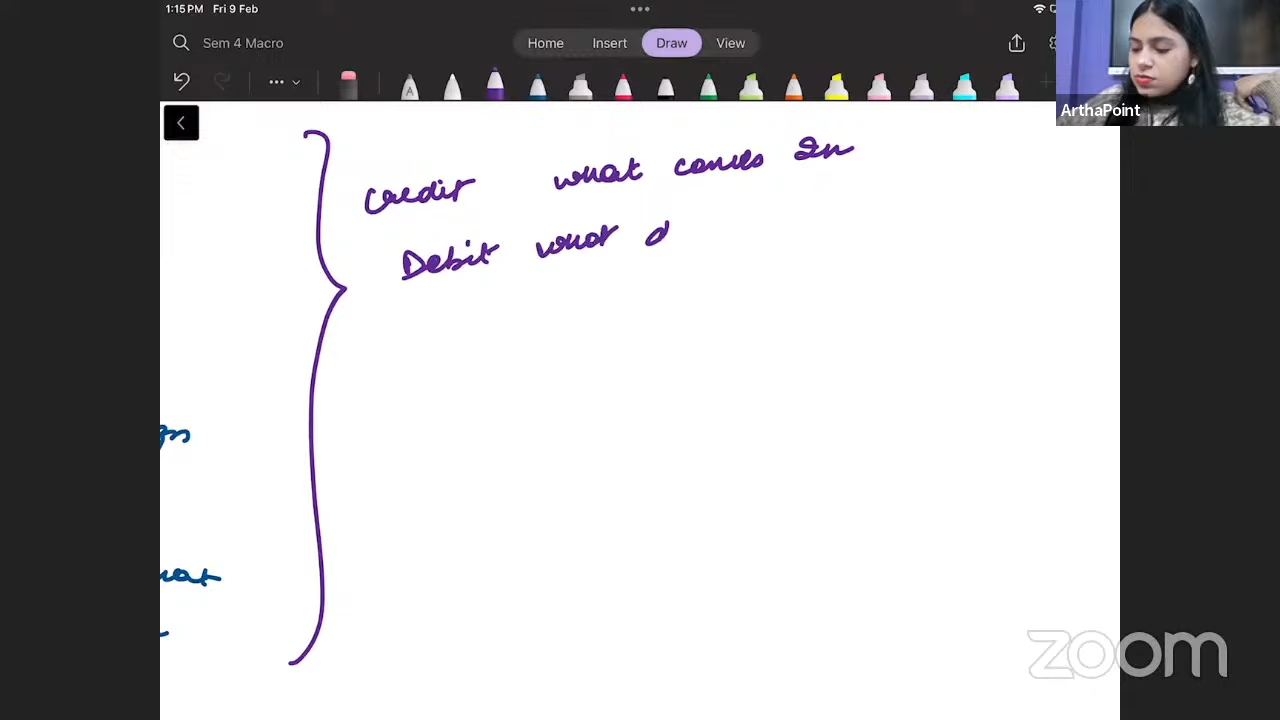 1:15 PM Fri 9 Feb
Sem 4 Macro
Home Insert Draw View
A
ArthaPoint
Credit what comes In
Debit what o
zoom